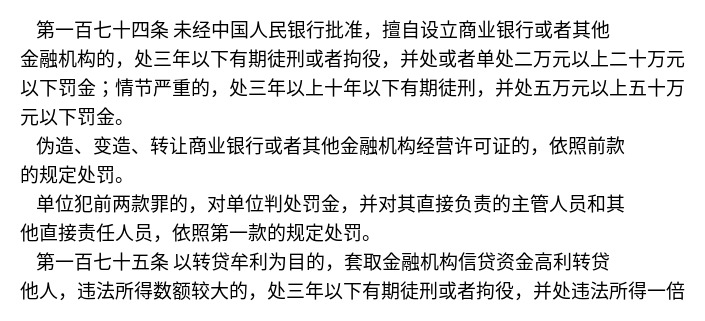 第一百七十四条 未经中国人民银行批准，擅自设立商业银行或者其他
金融机构的，处三年以下有期徒刑或者拘役，并处或者单处二万元以上二十万元
以下罚金；情节严重的，处三年以上十年以下有期徒刑，并处五万元以上五十万
元以下罚金。
伪造、变造、转让商业银行或者其他金融机构经营许可证的，依照前款
的规定处罚。
单位犯前两款罪的，对单位判处罚金，并对其直接负责的主管人员和其
他直接责任人员，依照第一款的规定处罚。
第一百七十五条 以转贷牟利为目的，套取金融机构信贷资金高利转贷
他人，违法所得数额较大的，处三年以下有期徒刑或者拘役，并处违法所得一倍